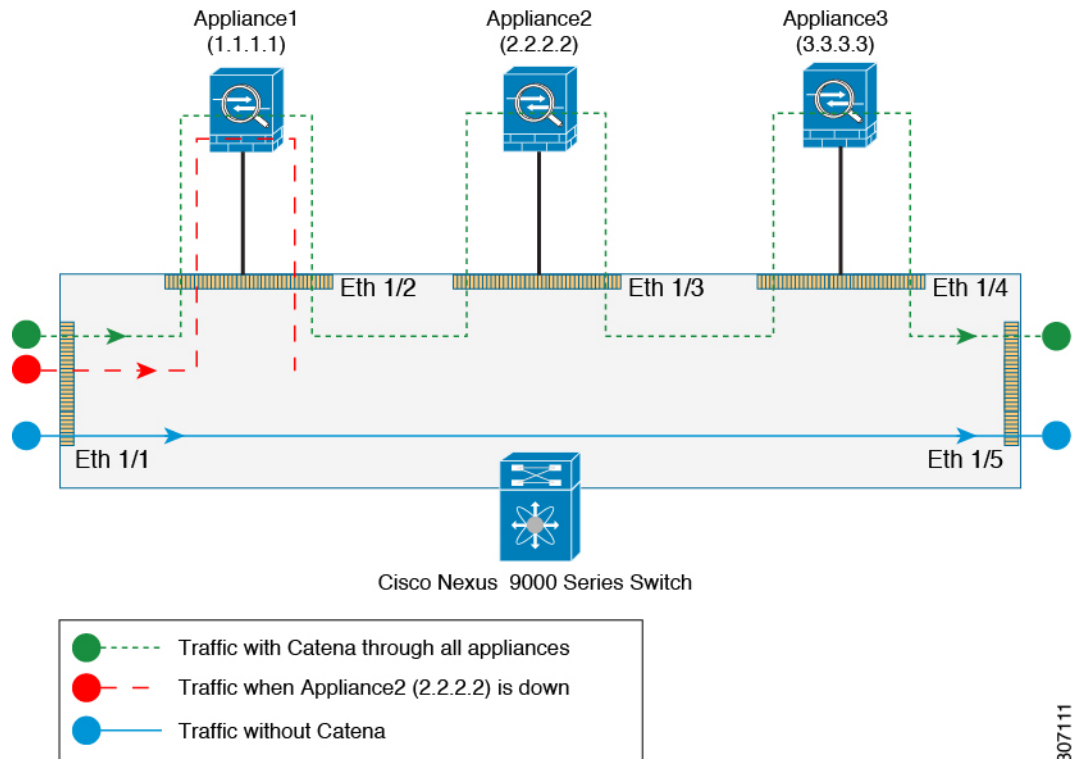 Appliance1
(1.1.1.1)
Appliance2
(2.2.2.2)
Appliance3
(3.3.3.3)
Eth 1/2
Eth 1/3
Eth 1/4
Eth 1/1
Eth 1/5
Cisco Nexus  9000 Series Switch
Traffic with Catena through all appliances
Traffic when Appliance2 (2.2.2.2) is down
Traffic without Catena
307111